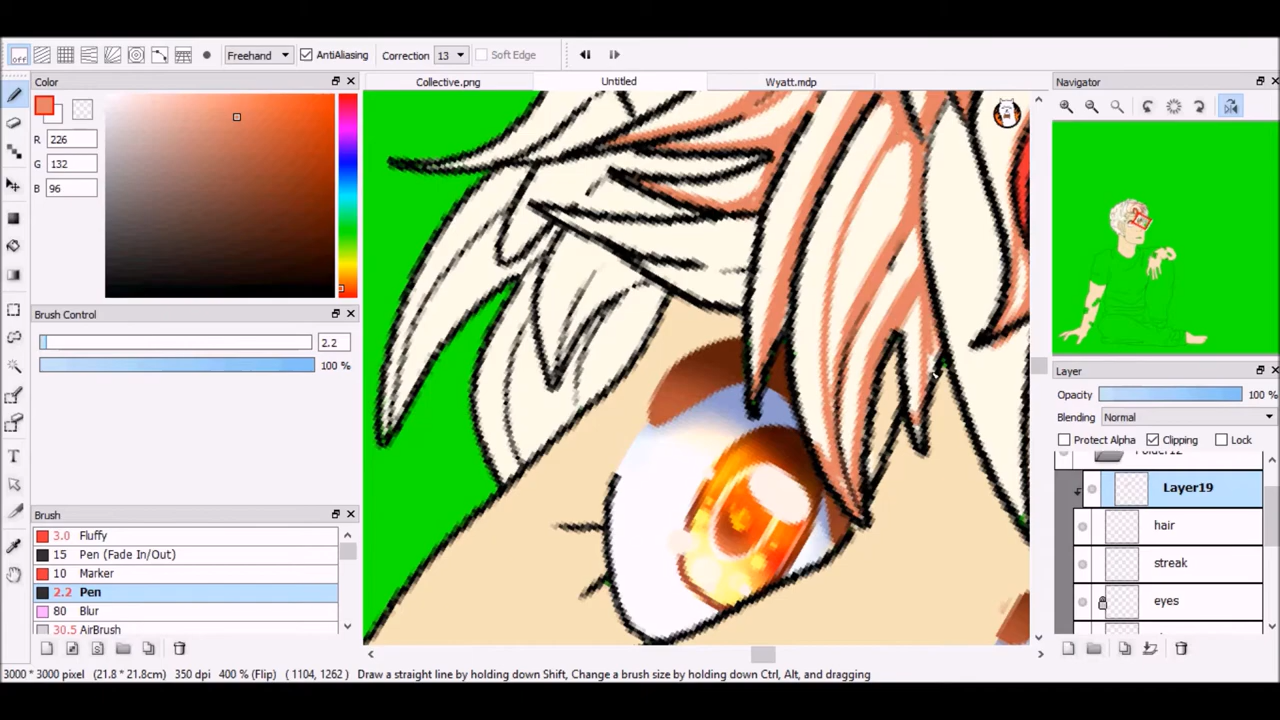 off
Freehand
AntiAliasing
Correction
13
Soft Edge
Color
Collective.png
Untitled
Wyatt.mdp
Navigator
R
226
G
132
B
96
Brush Control
2.2
100 %
Layer
Opacity
100 %
Blending
Normal
Protect Alpha
Clipping
Lock
Folder12
Layer19
hair
streak
eyes
Brush
3.0 Fluffy
15 Pen (Fade In/Out)
10 Marker
2.2 Pen
80 Blur
30.5 AirBrush
T
3000 * 3000 pixel (21.8 * 21.8cm) 350 dpi 400 % (Flip) ( 1104, 1262 ) Draw a straight line by holding down Shift, Change a brush size by holding down Ctrl, Alt, and dragging